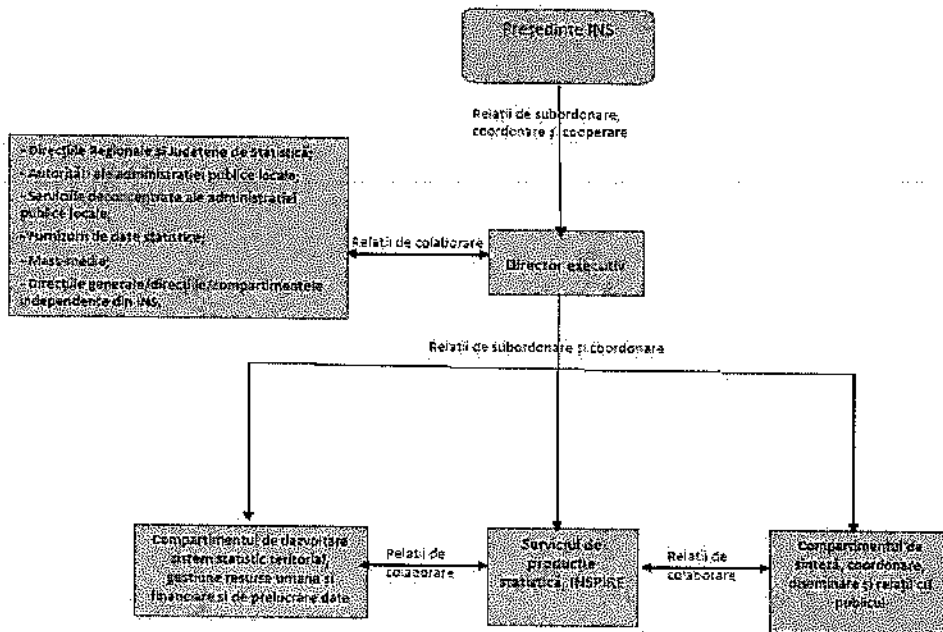 Președinte INS
Relații de subordonare,
coordonare și cooperare
- Direcțiile Regionale și Județene de Statistică;
- Autorități ale administrației publice locale;
- Serviciile deconcentrate ale administrației
publice locale;
- Furnizorii de date statistice;
- Mass-media;
- Direcțiile generale/direcțiile/compartimentele
independente din INS;
Relații de colaborare
Director executiv
Relații de subordonare și coordonare
Compartimentul de dezvoltare
sistem statistic teritorial,
gestiune resurse umane și
financiare și de prelucrare date
Relații de
colaborare
Serviciul de
producție
statistică, INSPIRE
Relații de
colaborare
Compartimentul de
sinteză, coordonare,
diseminare și relații cu
publicul